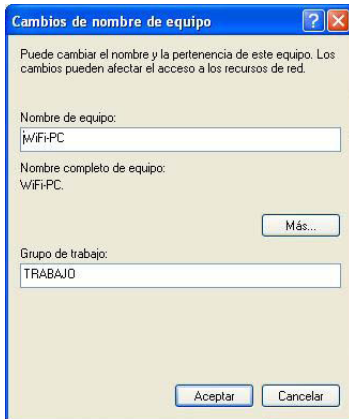 Cambios de nombre de equipo
Puede cambiar el nombre y la pertenencia de este equipo. Los
cambios pueden afectar el acceso a los recursos de red.
Nombre de equipo:
WiFi-PC
Nombre completo de equipo:
WiFi-PC.
Más...
Grupo de trabajo:
TRABAJO
Aceptar Cancelar